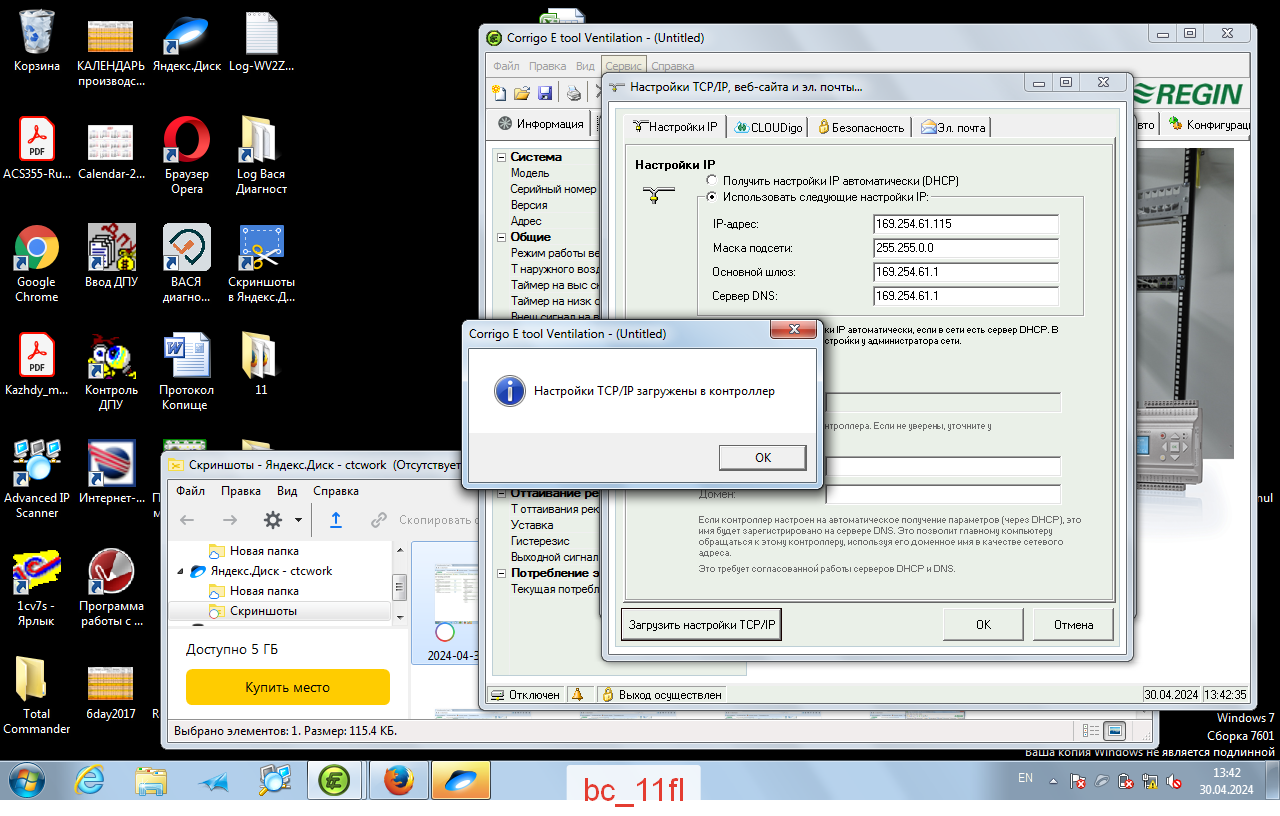 Корзина
КАЛЕНДАРЬ производс...
Яндекс.Диск
Log-WV2Z...
ACS355-Ru...
Calendar-2...
Браузер Opera
Log Вася Диагност
Google Chrome
Ввод ДПУ
ВАСЯ диагно...
Скриншоты в Яндекс.Д...
Kazhdy_m...
Контроль ДПУ
Протокол Копище
11
Advanced IP Scanner
Интернет-...
1cv7s - Ярлык
Программа работы с ...
Total Commander
6day2017
Corrigo E tool Ventilation - (Untitled)
Файл Правка Вид Сервис Справка
REGIN
Информация
Конфигурац
Система
Модель
Серийный номер
Версия
Адрес
Общие
Режим работы ве
Т наружного возд
Таймер на выс ск
Таймер на низк с
Внеш сигнал на в
Оттаивание ре
Т оттаивания рек
Уставка
Гистерезис
Выходной сигнал
Потребление э
Текущая потребл
Отключен
Выход осуществлен
30.04.2024 13:42:35
Настройки TCP/IP, веб-сайта и эл. почты...
Настройки IP
CLOUDigo
Безопасность
Эл. почта
Настройки IP
Получить настройки IP автоматически (DHCP)
Использовать следующие настройки IP:
IP-адрес: 169.254.61.115
Маска подсети: 255.255.0.0
Основной шлюз: 169.254.61.1
Сервер DNS: 169.254.61.1
ки IP автоматически, если в сети есть сервер DHCP. В
стройки у администратора сети.
нтроллера. Если не уверены, уточните у
Домен:
Если контроллер настроен на автоматическое получение параметров (через DHCP), это
имя будет зарегистрировано на сервере DNS. Это позволит главному компьютеру
обращаться к этому контроллеру, используя его доменное имя в качестве сетевого
адреса.
Это требует согласованной работы серверов DHCP и DNS.
Загрузить настройки TCP/IP
OK
Отмена
Corrigo E tool Ventilation - (Untitled)
Настройки TCP/IP загружены в контроллер
OK
Скриншоты - Яндекс.Диск - ctcwork (Отсутствует
Файл Правка Вид Справка
Скопировать с
Новая папка
Яндекс.Диск - ctcwork
Новая папка
Скриншоты
Доступно 5 ГБ
Купить место
2024-04-3
Выбрано элементов: 1. Размер: 115.4 КБ.
Windows 7
Сборка 7601
Ваша копия Windows не является подлинной
EN
13:42
30.04.2024
bc_11fl